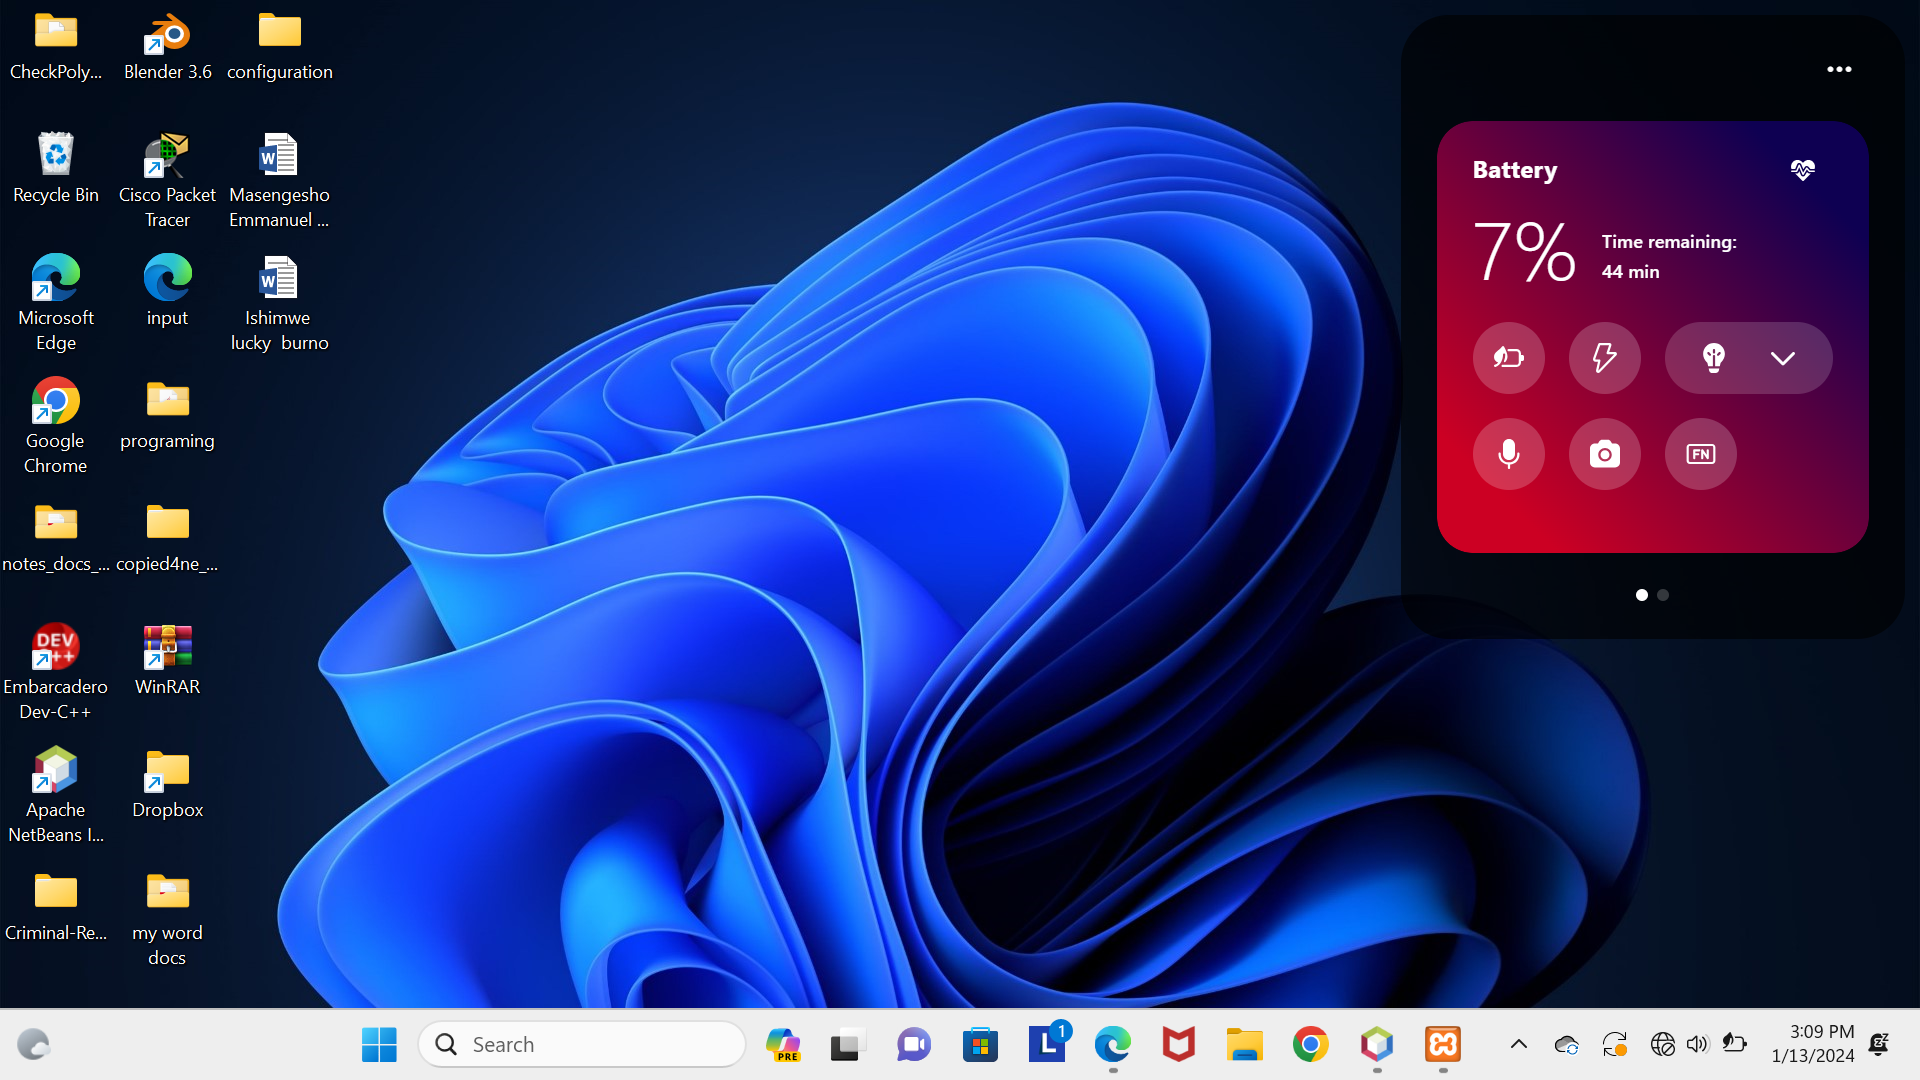 CheckPoly...
Blender 3.6
configuration
Recycle Bin
Cisco Packet
Tracer
Masengesho
Emmanuel ...
Microsoft
Edge
input
Ishimwe
lucky burno
Google
Chrome
programing
notes_docs_...
copied4ne_...
DEV
C++
Embarcadero
Dev-C++
WinRAR
Apache
NetBeans I...
Dropbox
Criminal-Re...
my word
docs
Battery
7%
Time remaining:
44 min
FN
Search
PRE
L
1
3:09 PM
1/13/2024